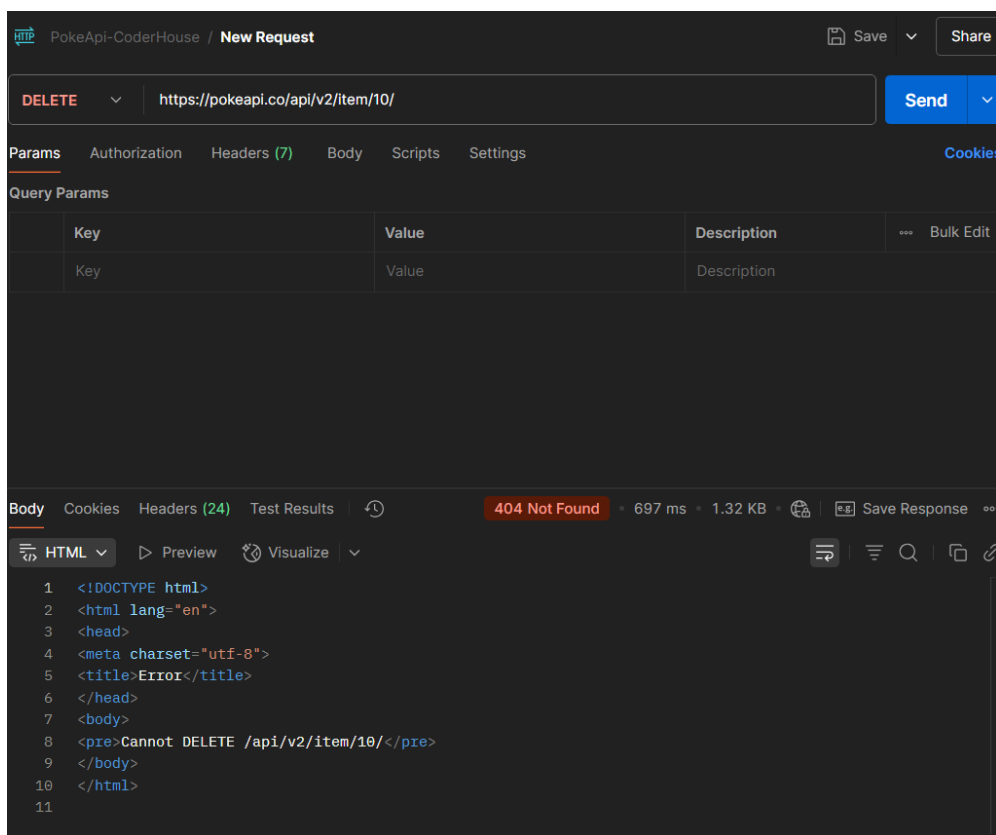 HTTP PokeApi-CoderHouse / New Request Save Share
DELETE https://pokeapi.co/api/v2/item/10/ Send
Params Authorization Headers (7) Body Scripts Settings Cookies
Query Params
Key Value Description Bulk Edit
Key Value Description
Body Cookies Headers (24) Test Results 404 Not Found 697 ms 1.32 KB e.g. Save Response
HTML Preview Visualize
1 <!DOCTYPE html>
2 <html lang="en">
3 <head>
4 <meta charset="utf-8">
5 <title>Error</title>
6 </head>
7 <body>
8 <pre>Cannot DELETE /api/v2/item/10/</pre>
9 </body>
10 </html>
11